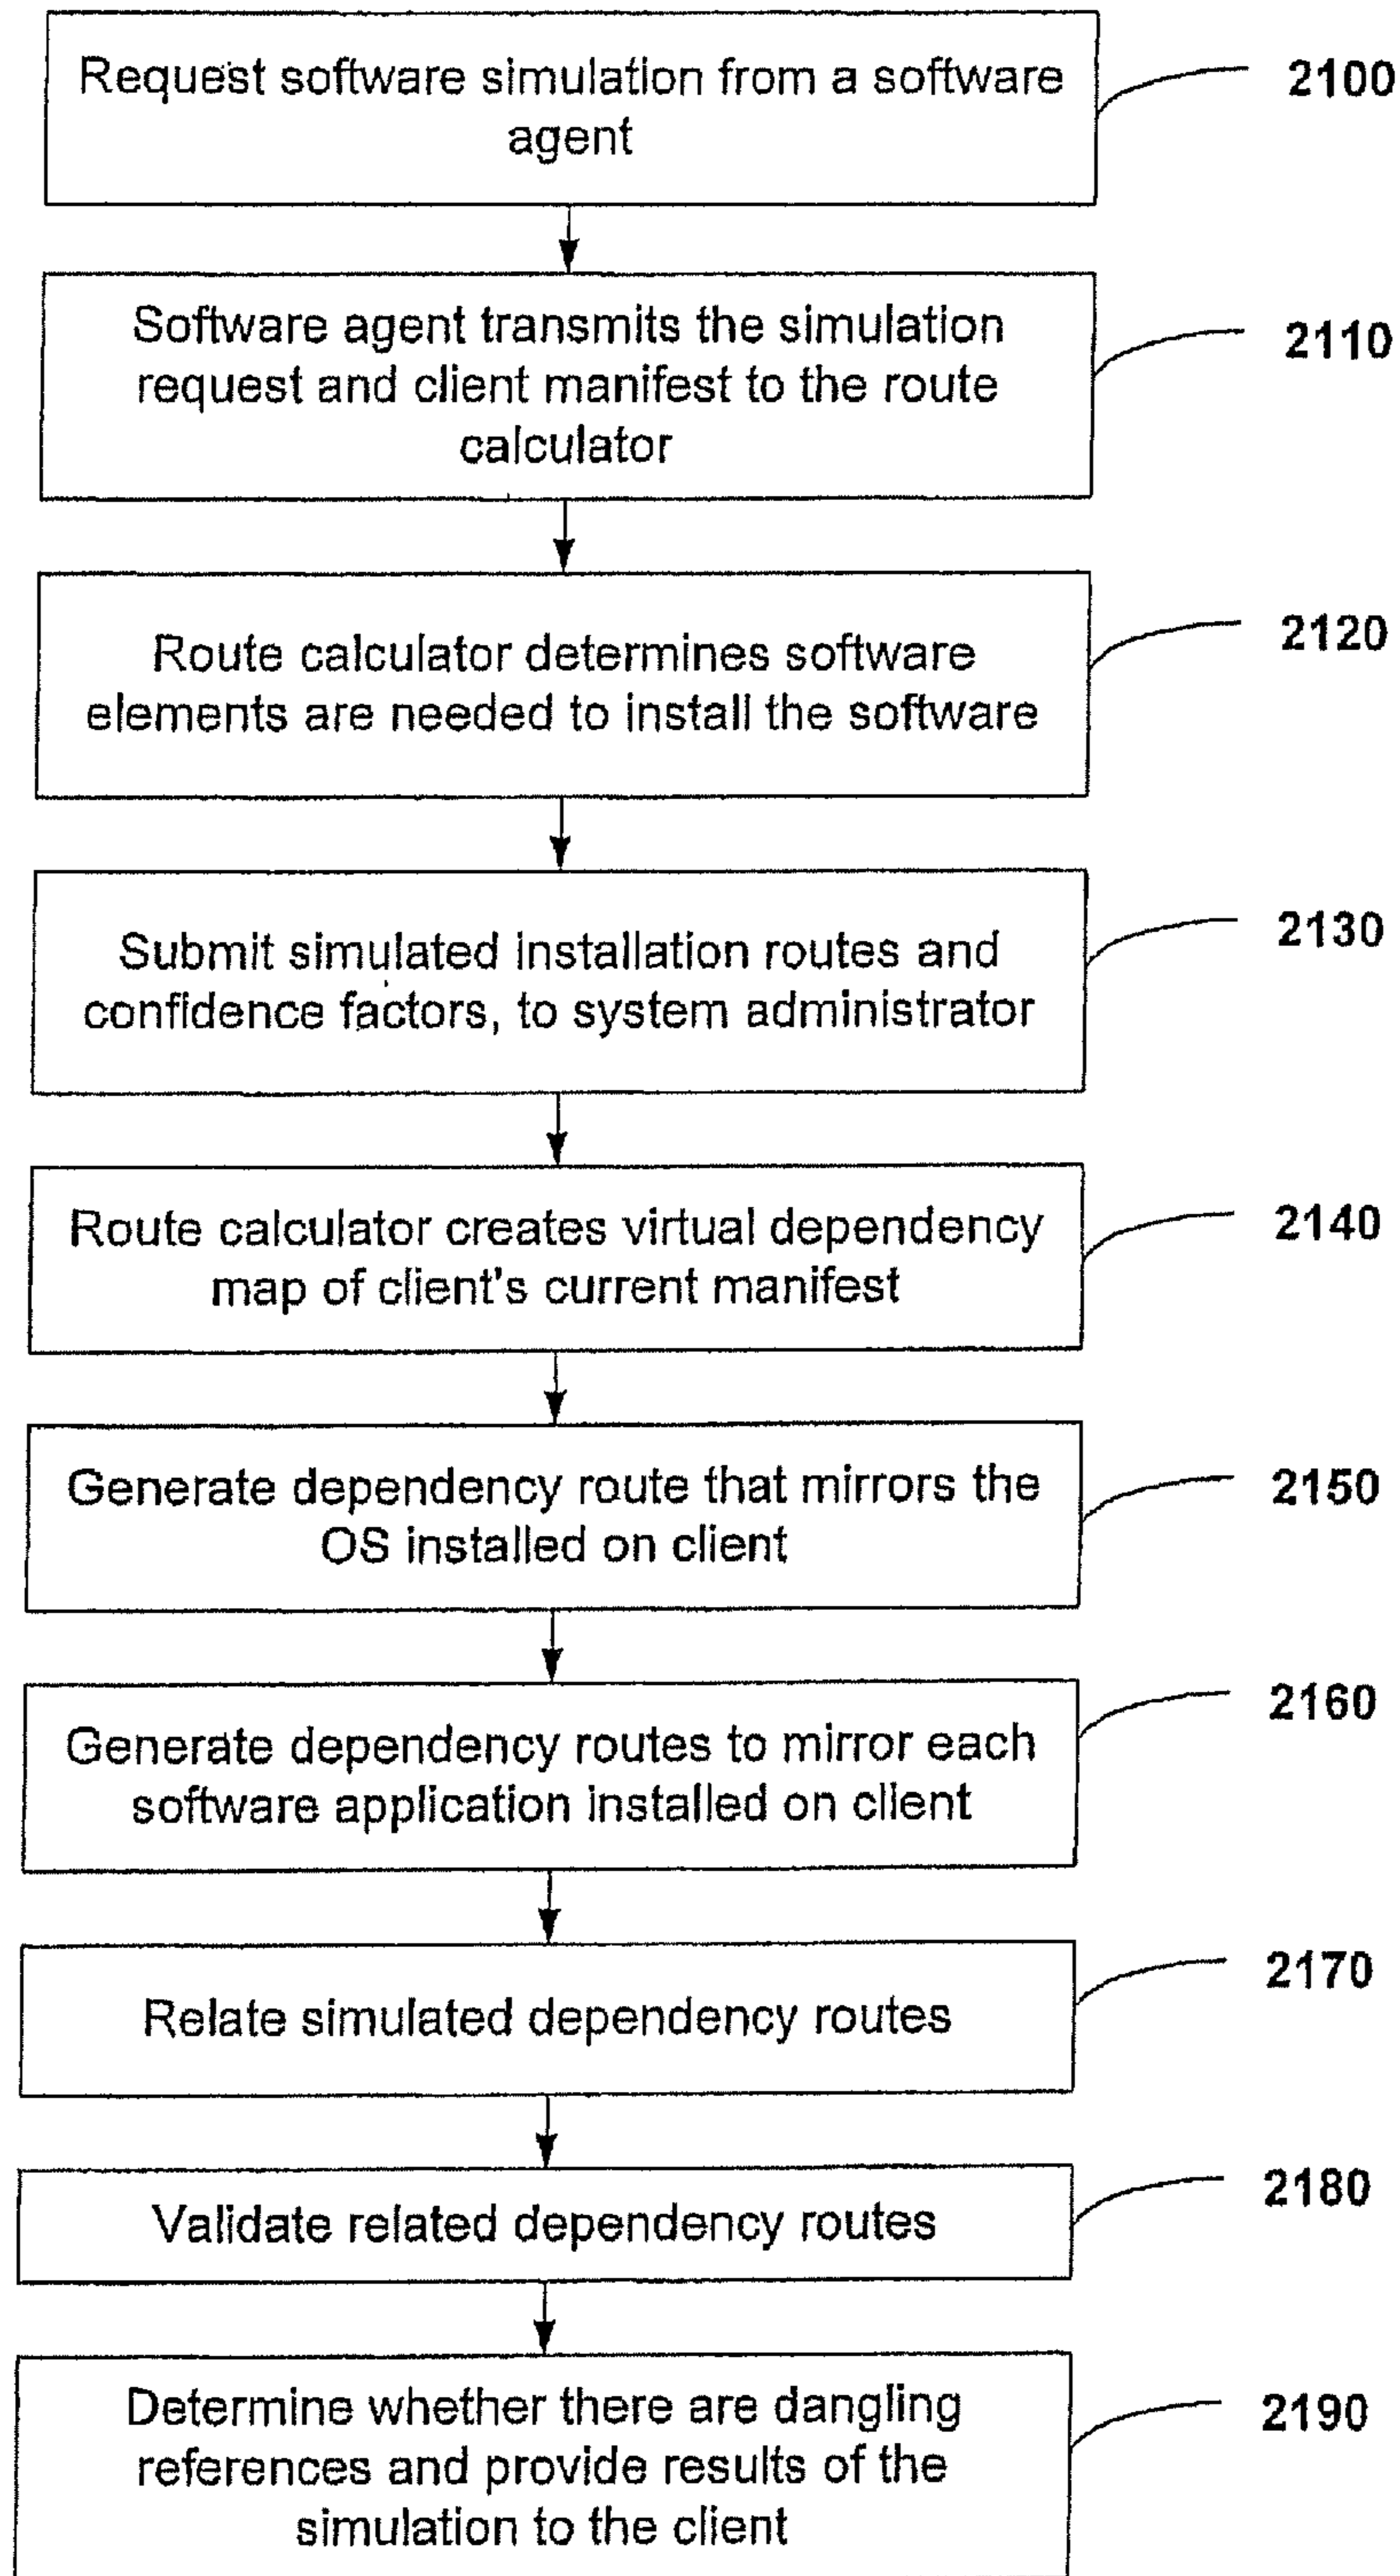 Request software simulation from a software
agent
2100
Software agent transmits the simulation
request and client manifest to the route
calculator
2110
Route calculator determines software
elements are needed to install the software
2120
Submit simulated installation routes and
confidence factors, to system administrator
2130
Route calculator creates virtual dependency
map of client's current manifest
2140
Generate dependency route that mirrors the
OS installed on client
2150
Generate dependency routes to mirror each
software application installed on client
2160
Relate simulated dependency routes
2170
Validate related dependency routes
2180
Determine whether there are dangling
references and provide results of the
simulation to the client
2190